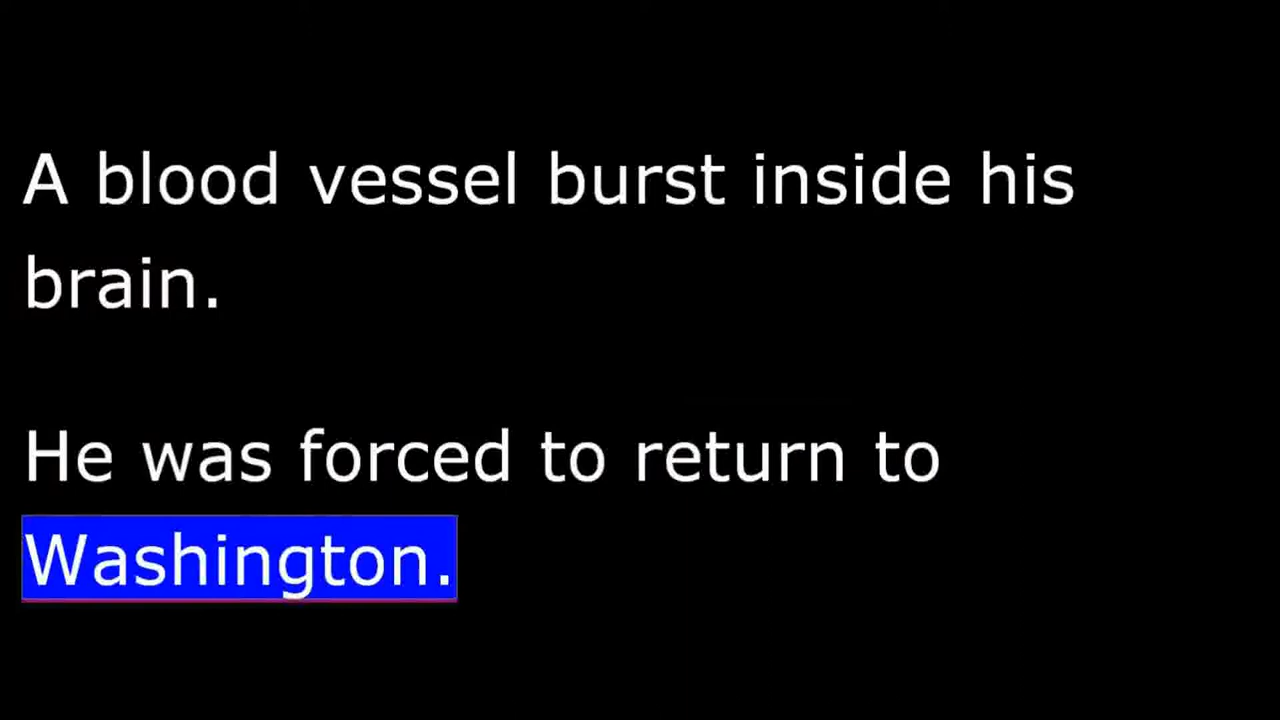 A blood vessel burst inside his
brain.
He was forced to return to
Washington.